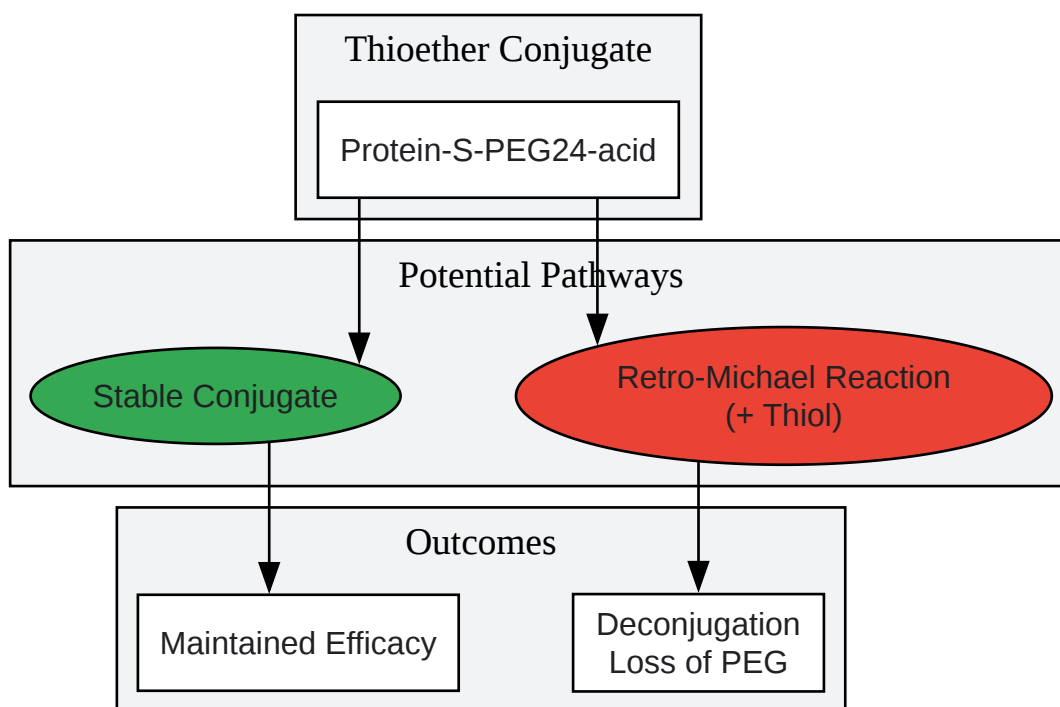 Thioether Conjugate
Protein-S-PEG24-acid
Potential Pathways
Stable Conjugate
Retro-Michael Reaction
(+ Thiol)
Outcomes
Maintained Efficacy
Deconjugation
Loss of PEG